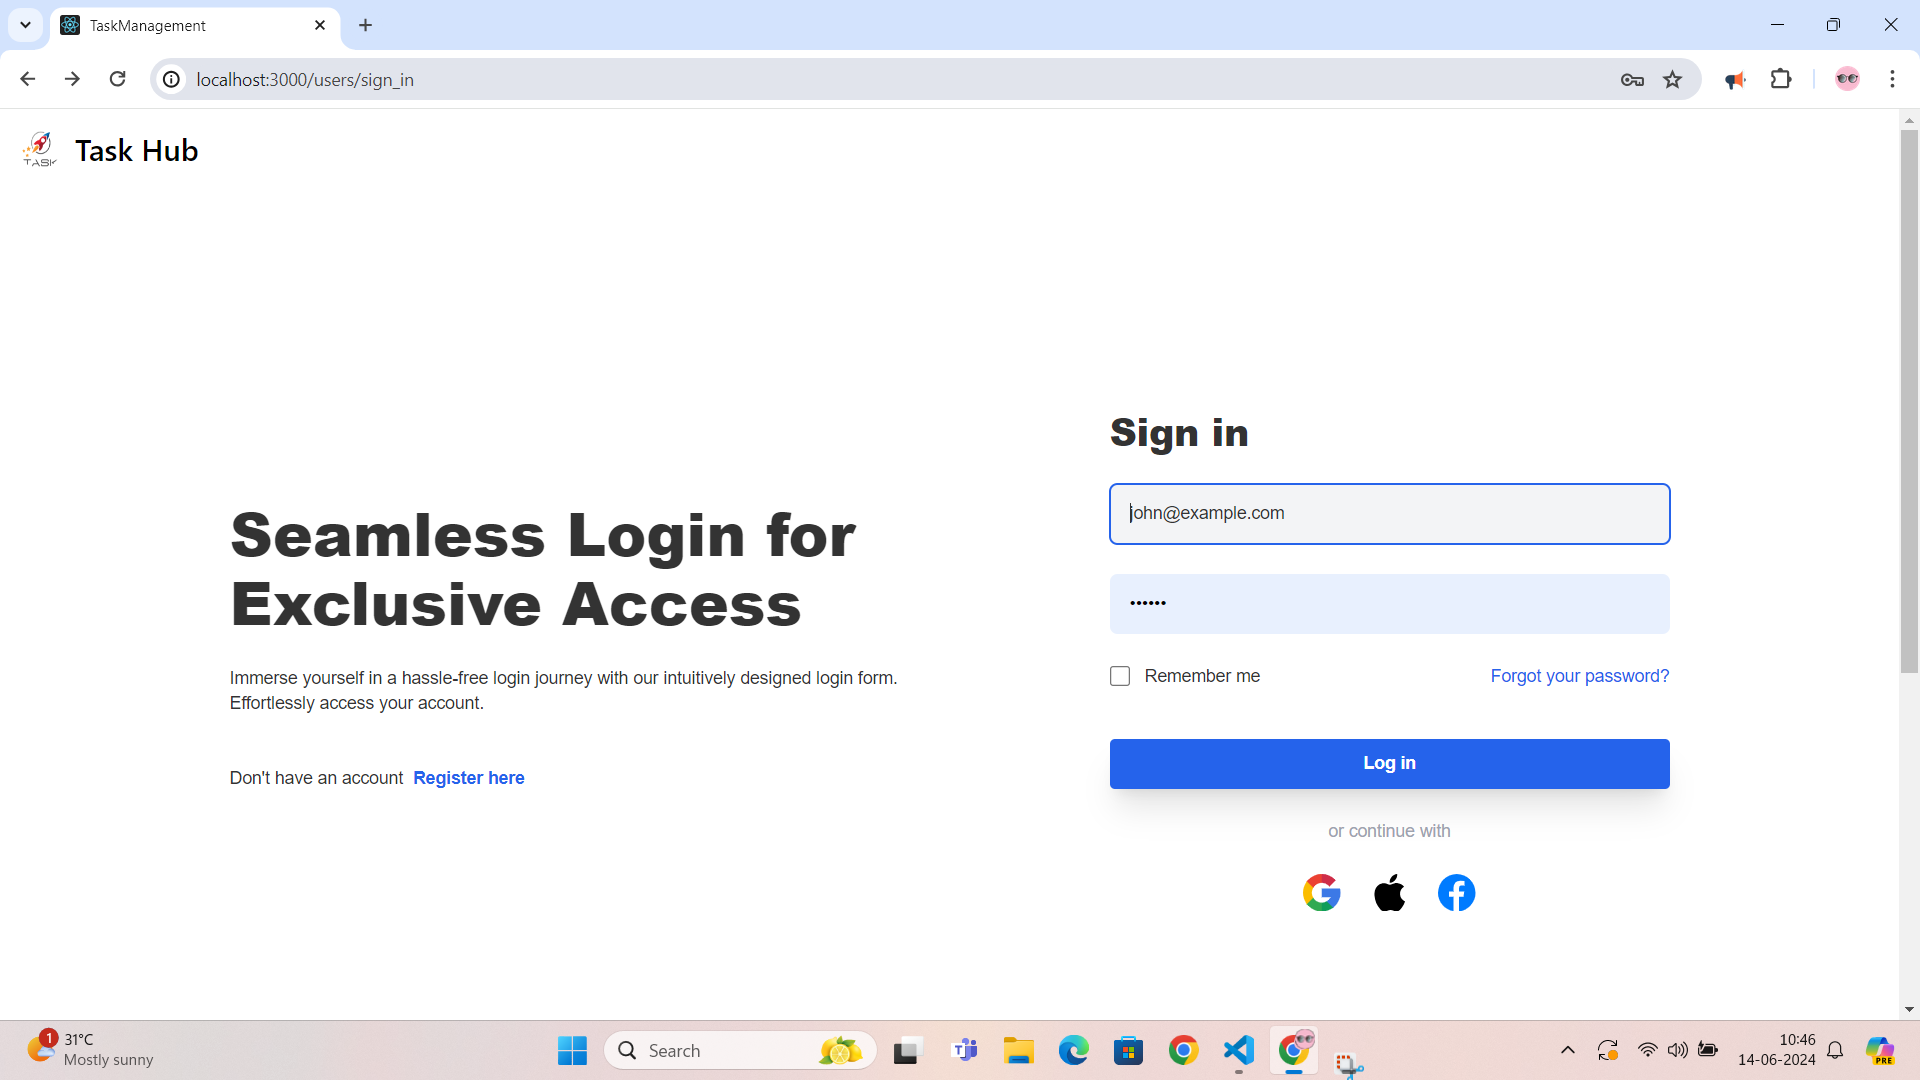 TaskManagement
localhost:3000/users/sign_in
TASK
Task Hub
Sign in
john@example.com
••••••
Seamless Login for
Exclusive Access
Immerse yourself in a hassle-free login journey with our intuitively designed login form.
Effortlessly access your account.
Remember me
Forgot your password?
Don't have an account Register here
Log in
or continue with
1
31°C
Mostly sunny
Search
10:46
14-06-2024
PRE